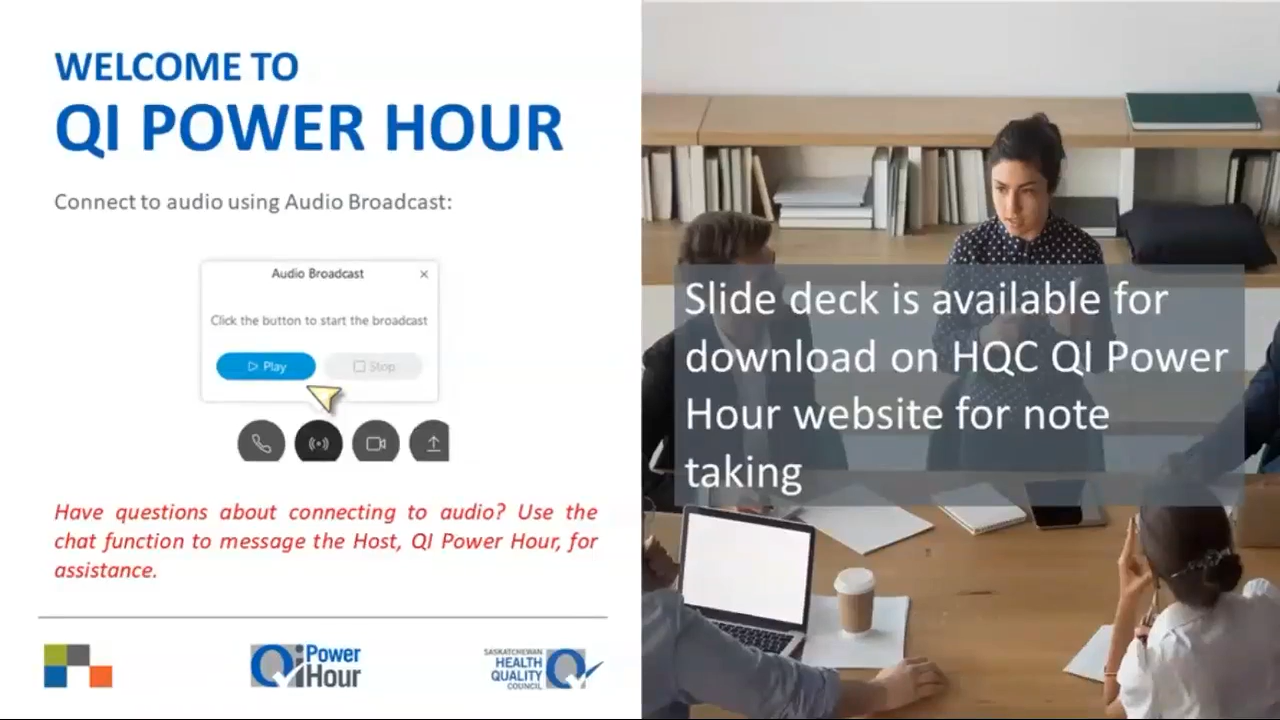 WELCOME TO
QI POWER HOUR
Connect to audio using Audio Broadcast:
Audio Broadcast
Click the button to start the broadcast
Play
Stop
Have questions about connecting to audio? Use the
chat function to message the Host, QI Power Hour, for
assistance.
Qi Power
Hour
SASKATCHEWAN
HEALTH
QUALITY
COUNCIL
Q
Slide deck is available for
download on HQC QI Power
Hour website for note
taking